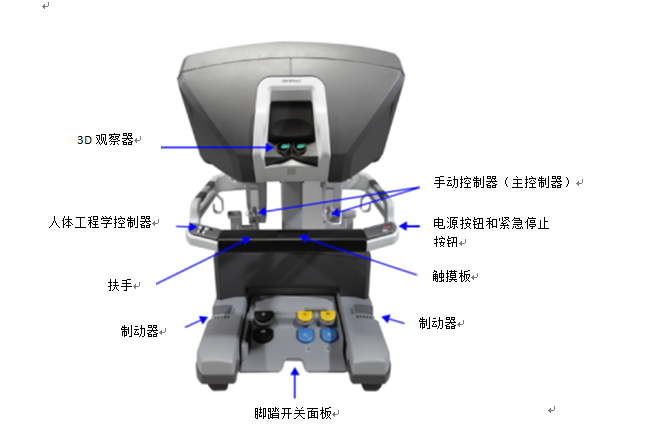 3D 观察器
手动控制器（主控制器）
人体工程学控制器
电源按钮和紧急停止
按钮
触摸板
扶手
制动器
制动器
脚踏开关面板